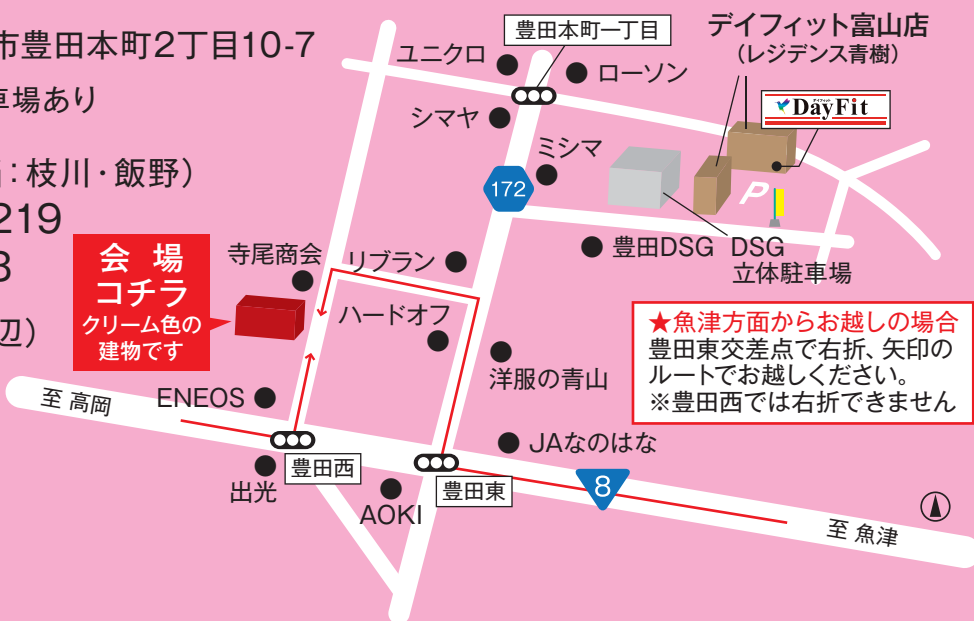 市豊田本町2丁目10-7
車場あり
：枝川・飯野）
219
8
辺）
豊田本町一丁目
デイフィット富山店
（レジデンス青樹）
ユニクロ
ローソン
シマヤ
デイフィット
DayFit
ミシマ
172
P
豊田DSG
DSG
立体駐車場
会場
コチラ
クリーム色の
建物です
寺尾商会
リブラン
ハードオフ
洋服の青山
★魚津方面からお越しの場合
豊田東交差点で右折、矢印の
ルートでお越しください。
※豊田西では右折できません
至 高岡
ENEOS
豊田西
出光
AOKI
豊田東
JAなのはな
8
至 魚津